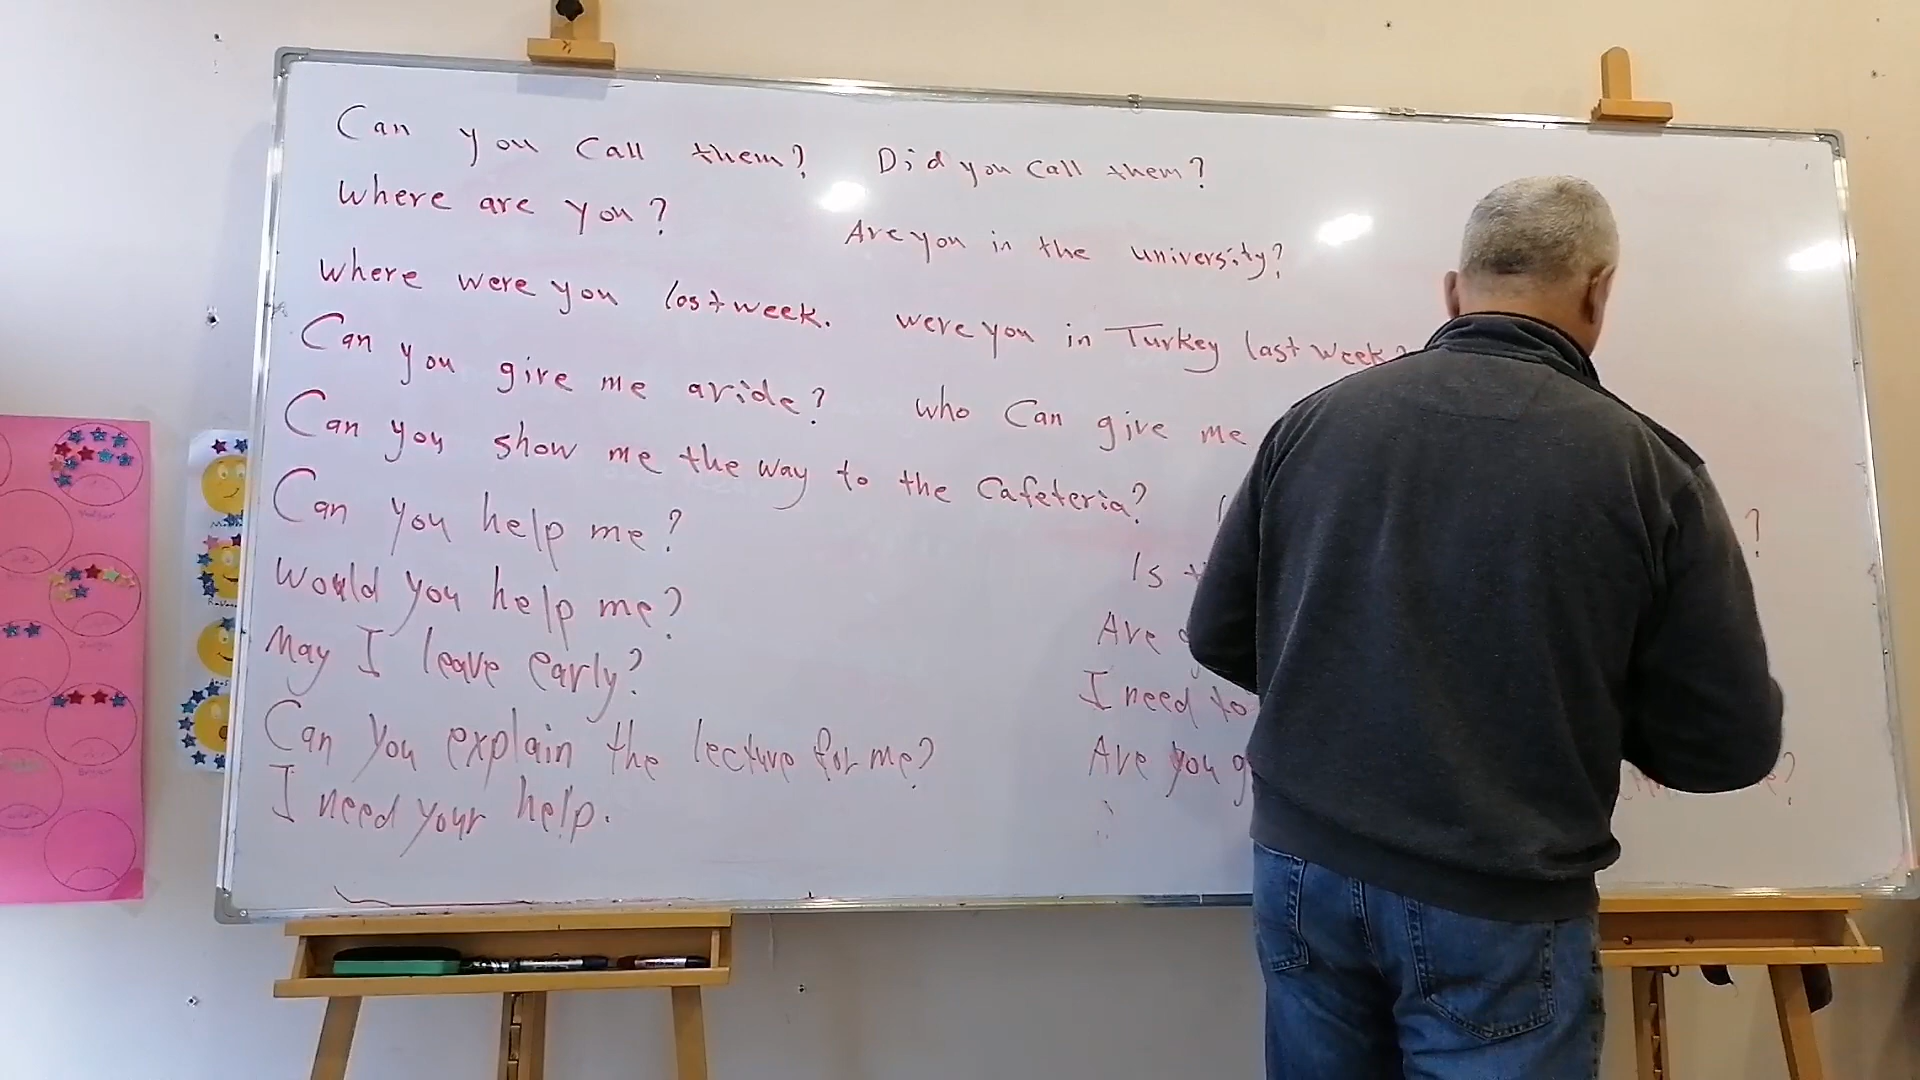 Can you Call them? Did you Call them?
Where are you? Are you in the university?
where were you last week. were you in Turkey last week?
Can you give me a ride? who Can give me
Can you show me the way to the Cafeteria? ?
Can you help me? Is
Would you help me? Are
May I leave early? I need to
Can you explain the lecture for me? Are you
I need your help.